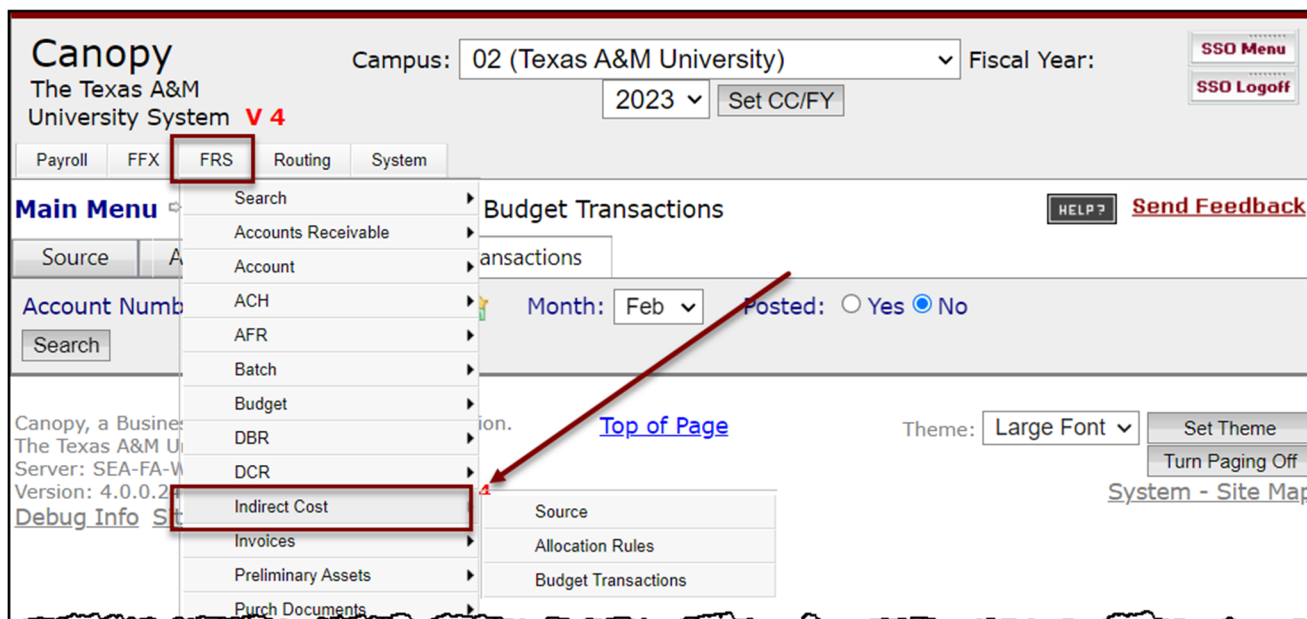 Canopy
The Texas A&M
University System V 4
Campus: 02 (Texas A&M University) Fiscal Year:
2023 Set CC/FY
SSO Menu
SSO Logoff
Payroll FFX FRS Routing System
Main Menu
Budget Transactions
HELP? Send Feedback
Source A
ansactions
Account Numb
Month: Feb Posted: Yes No
Search
Search
Accounts Receivable
Account
ACH
AFR
Batch
Budget
DBR
DCR
Indirect Cost
Invoices
Preliminary Assets
Purch Documents
Source
Allocation Rules
Budget Transactions
Canopy, a Busines
ion.
Top of Page
Theme: Large Font Set Theme
The Texas A&M U
Server: SEA-FA-W
Turn Paging Off
Version: 4.0.0.24
4
System - Site Map
Debug Info Sit